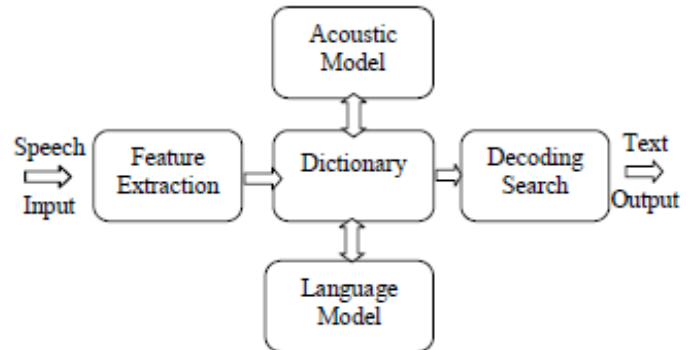 Acoustic
Model
Speech
Input
Feature
Extraction
Dictionary
Decoding
Search
Text
Output
Language
Model